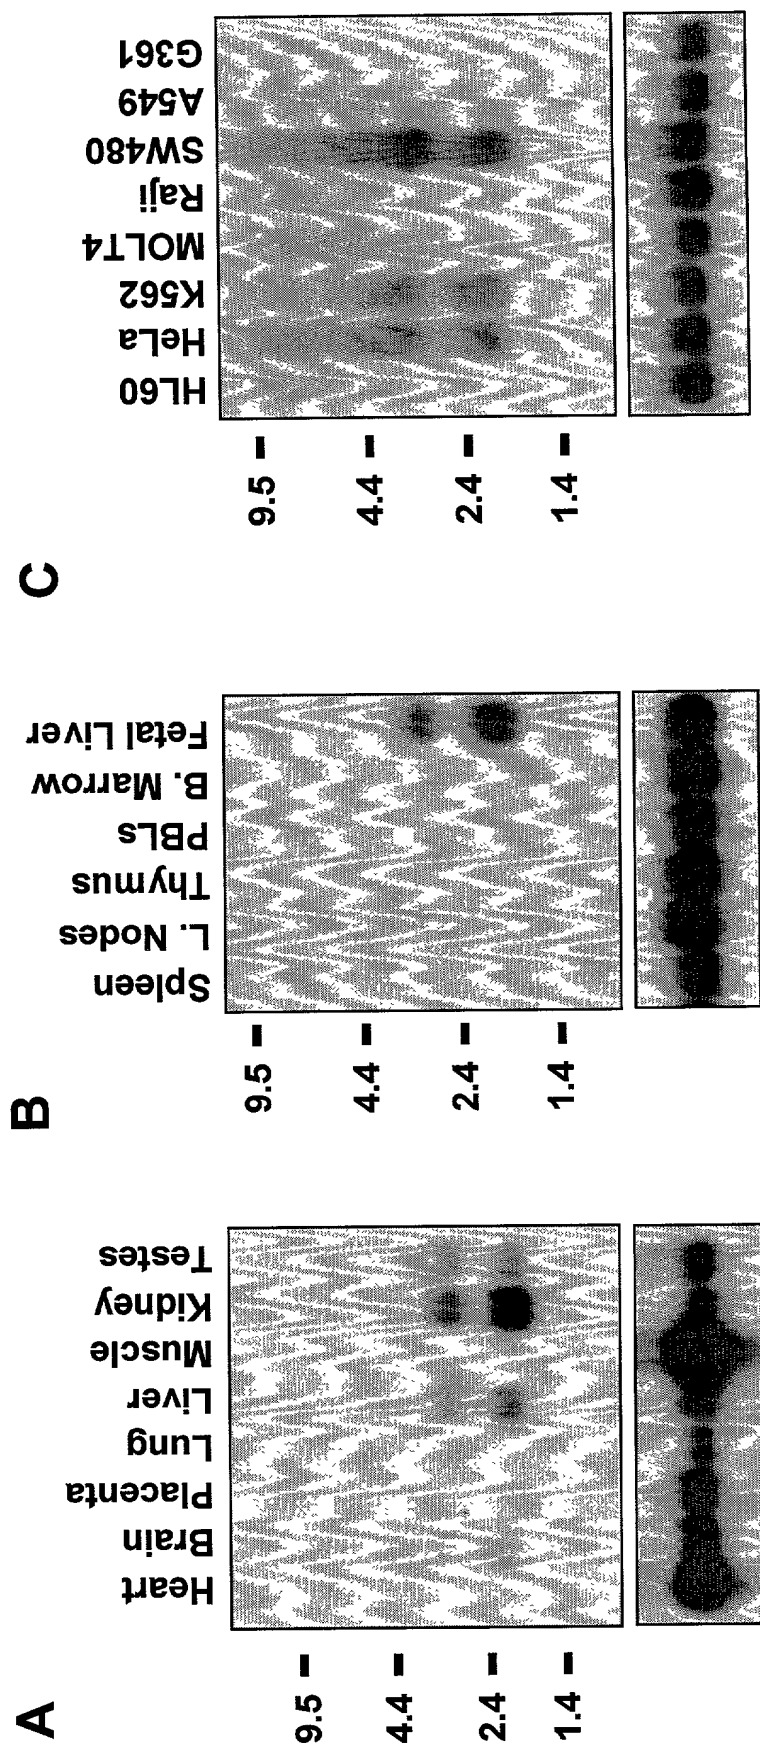 A
Heart
Brain
Placenta
Lung
Liver
Muscle
Kidney
Testes
9.5
4.4
2.4
1.4
B
Spleen
L. Nodes
Thymus
PBLs
B. Marrow
Fetal Liver
9.5
4.4
2.4
1.4
C
HL60
HeLa
K562
MOLT4
Raji
SW480
A549
G361
9.5
4.4
2.4
1.4